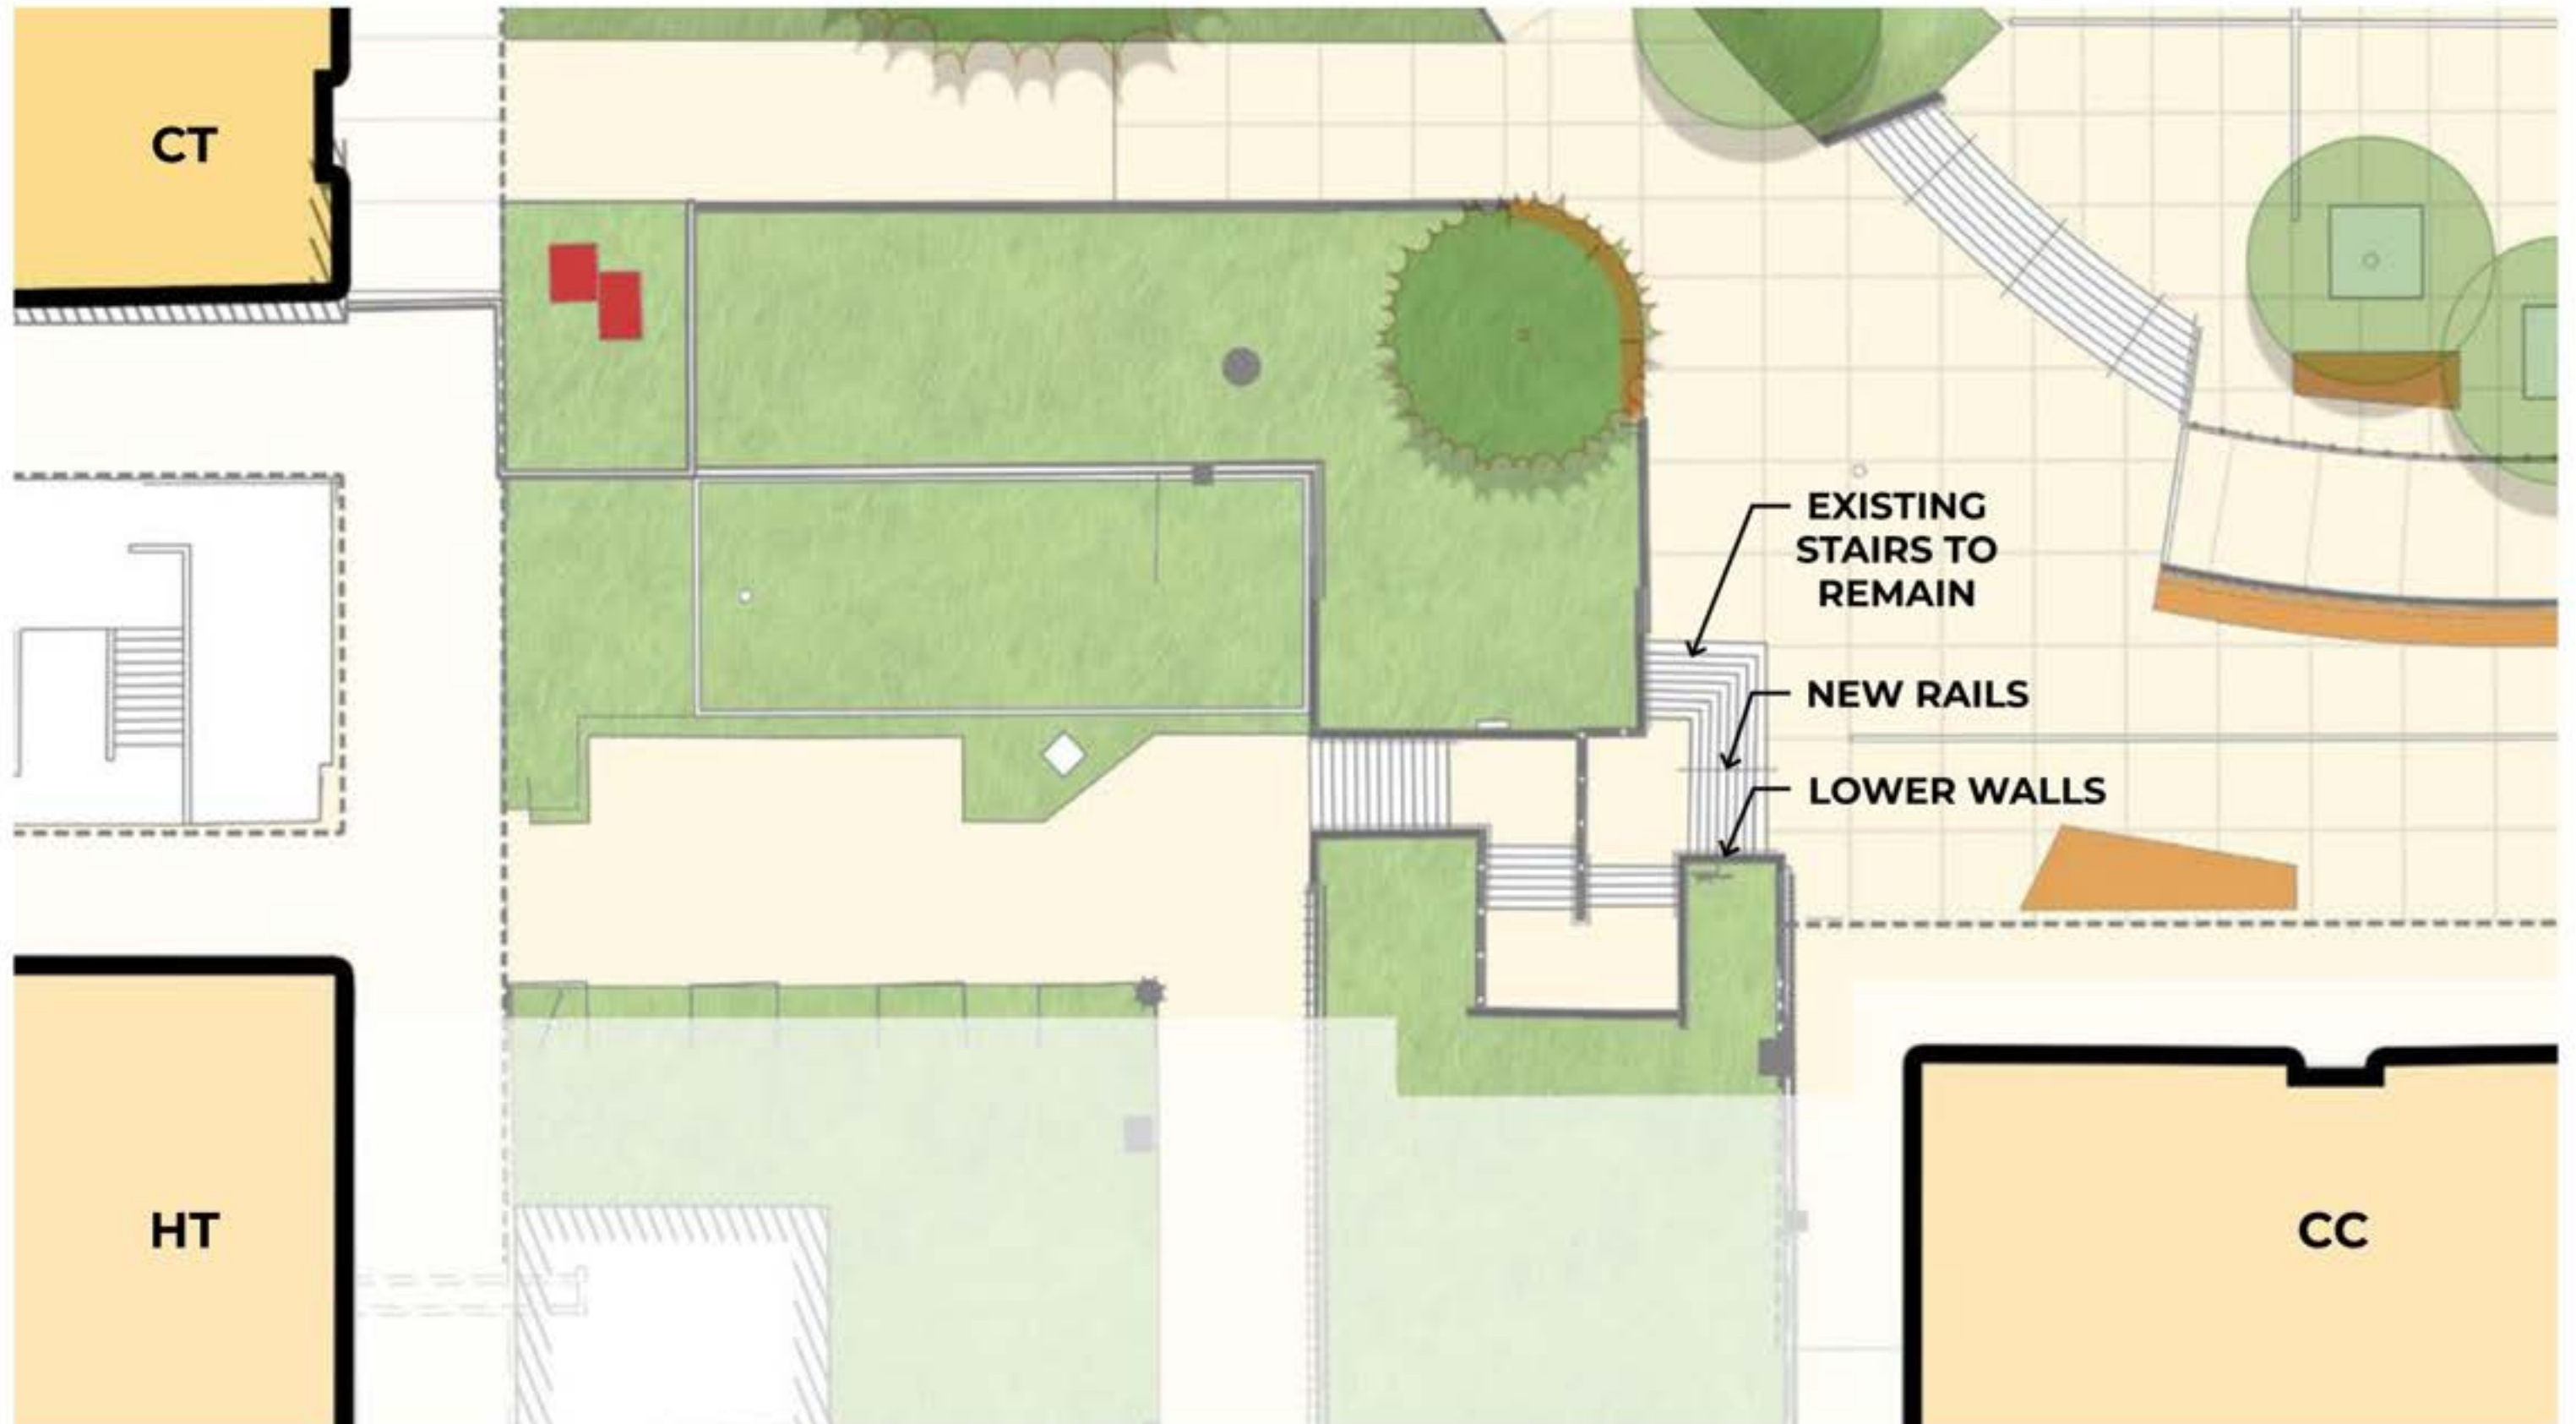 CT
EXISTING
STAIRS TO
REMAIN
NEW RAILS
LOWER WALLS
HT
CC